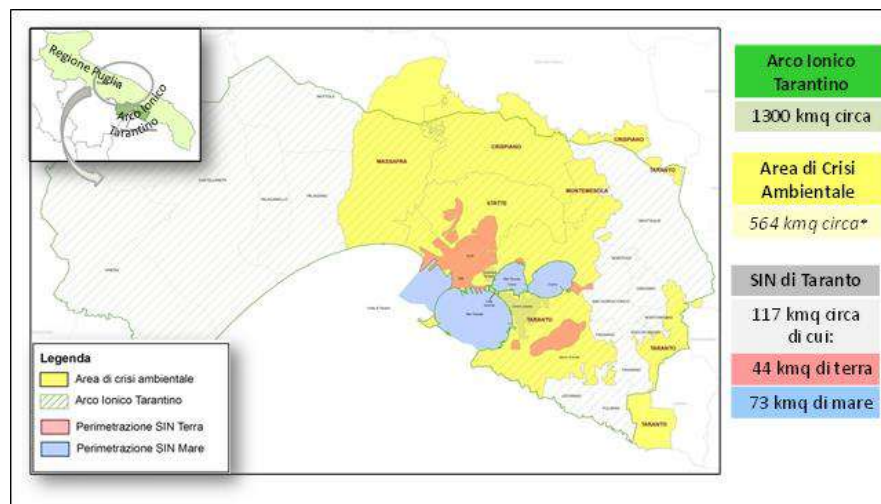 Regione Puglia
Arco Ionico
Tarantino
MASSAFRA
CRISPIANO
CRISPIANO
TARANTO
MONTEMESOLA
STATTE
TARANTO
TARANTO
TARANTO
Legenda
Area di crisi ambientale
Arco Ionico Tarantino
Perimetrazione SIN Terra
Perimetrazione SIN Mare
Arco Ionico
Tarantino
1300 kmq circa
Area di Crisi
Ambientale
564 kmq circa*
SIN di Taranto
117 kmq circa
di cui:
44 kmq di terra
73 kmq di mare